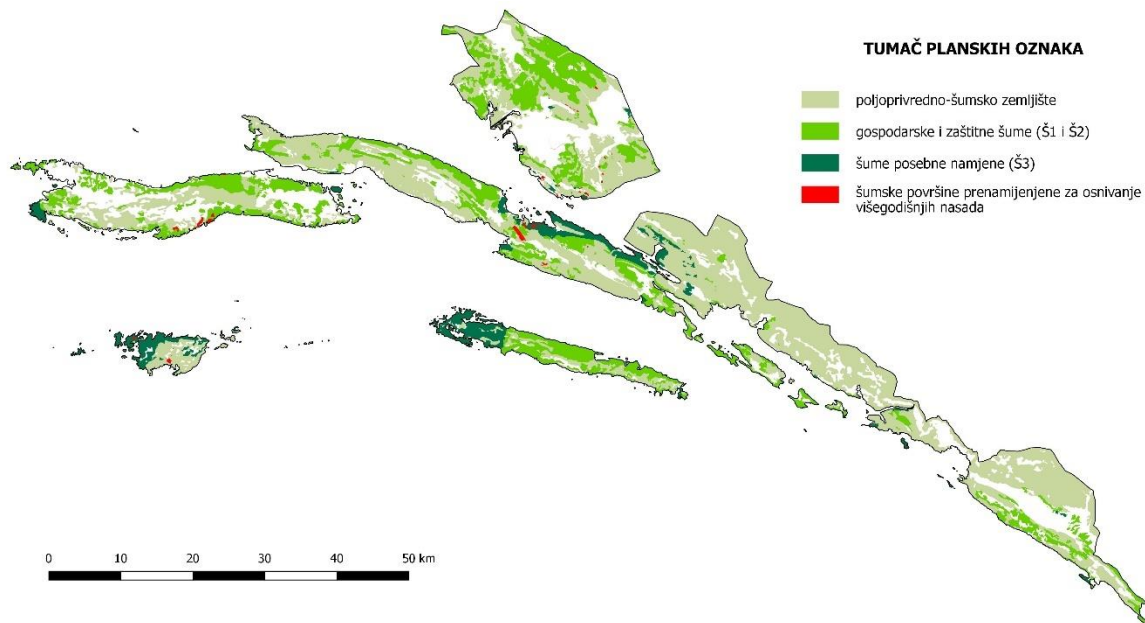 TUMAČ PLANSKIH OZNAKA
poljoprivredno-šumsko zemljište
gospodarske i zaštitne šume (Š1 i Š2)
šume posebne namjene (Š3)
šumske površine prenamijenjene za osnivanje
višegodišnjih nasada
0 10 20 30 40 50 km